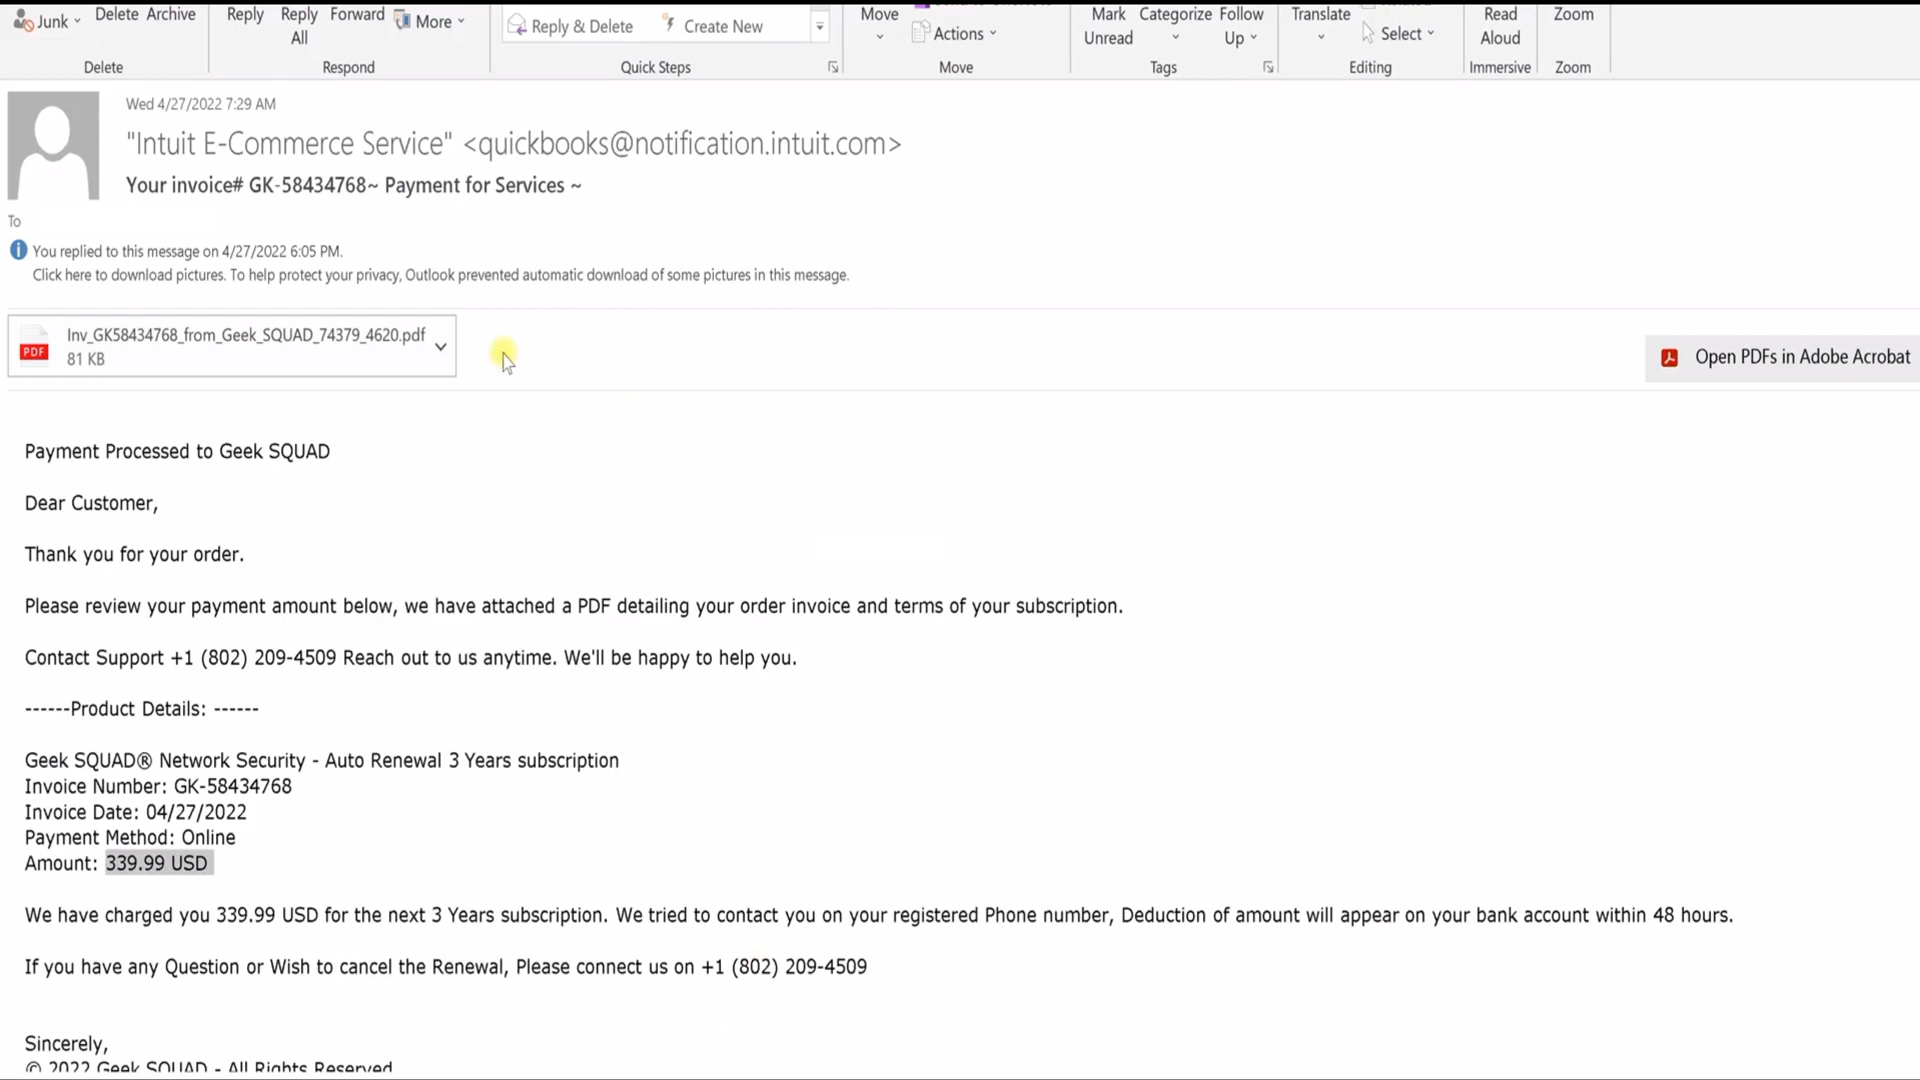 Junk
Delete Archive
Reply
Reply All
Forward
More
Reply & Delete
Create New
Move
Actions
Mark Unread
Categorize
Follow Up
Translate
Select
Read Aloud
Zoom
Delete
Respond
Quick Steps
Move
Tags
Editing
Immersive
Zoom
Wed 4/27/2022 7:29 AM
"Intuit E-Commerce Service" <quickbooks@notification.intuit.com>
Your invoice# GK-58434768~ Payment for Services ~
To
You replied to this message on 4/27/2022 6:05 PM.
Click here to download pictures. To help protect your privacy, Outlook prevented automatic download of some pictures in this message.
PDF
Inv_GK58434768_from_Geek_SQUAD_74379_4620.pdf
81 KB
Open PDFs in Adobe Acrobat
Payment Processed to Geek SQUAD
Dear Customer,
Thank you for your order.
Please review your payment amount below, we have attached a PDF detailing your order invoice and terms of your subscription.
Contact Support +1 (802) 209-4509 Reach out to us anytime. We'll be happy to help you.
------Product Details: ------
Geek SQUAD® Network Security - Auto Renewal 3 Years subscription
Invoice Number: GK-58434768
Invoice Date: 04/27/2022
Payment Method: Online
Amount: 339.99 USD
We have charged you 339.99 USD for the next 3 Years subscription. We tried to contact you on your registered Phone number, Deduction of amount will appear on your bank account within 48 hours.
If you have any Question or Wish to cancel the Renewal, Please connect us on +1 (802) 209-4509
Sincerely,
© 2022 Geek SQUAD - All Rights Reserved